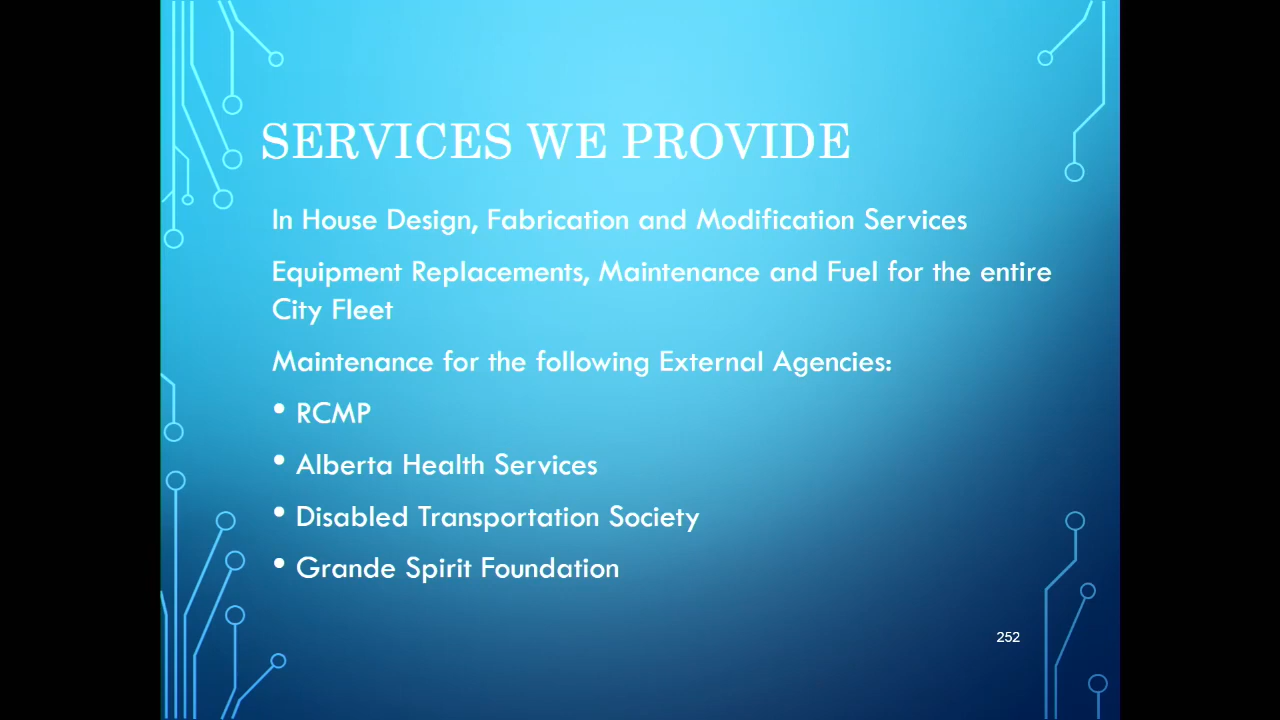 SERVICES WE PROVIDE
In House Design, Fabrication and Modification Services
Equipment Replacements, Maintenance and Fuel for the entire
City Fleet
Maintenance for the following External Agencies:
• RCMP
• Alberta Health Services
• Disabled Transportation Society
• Grande Spirit Foundation
252